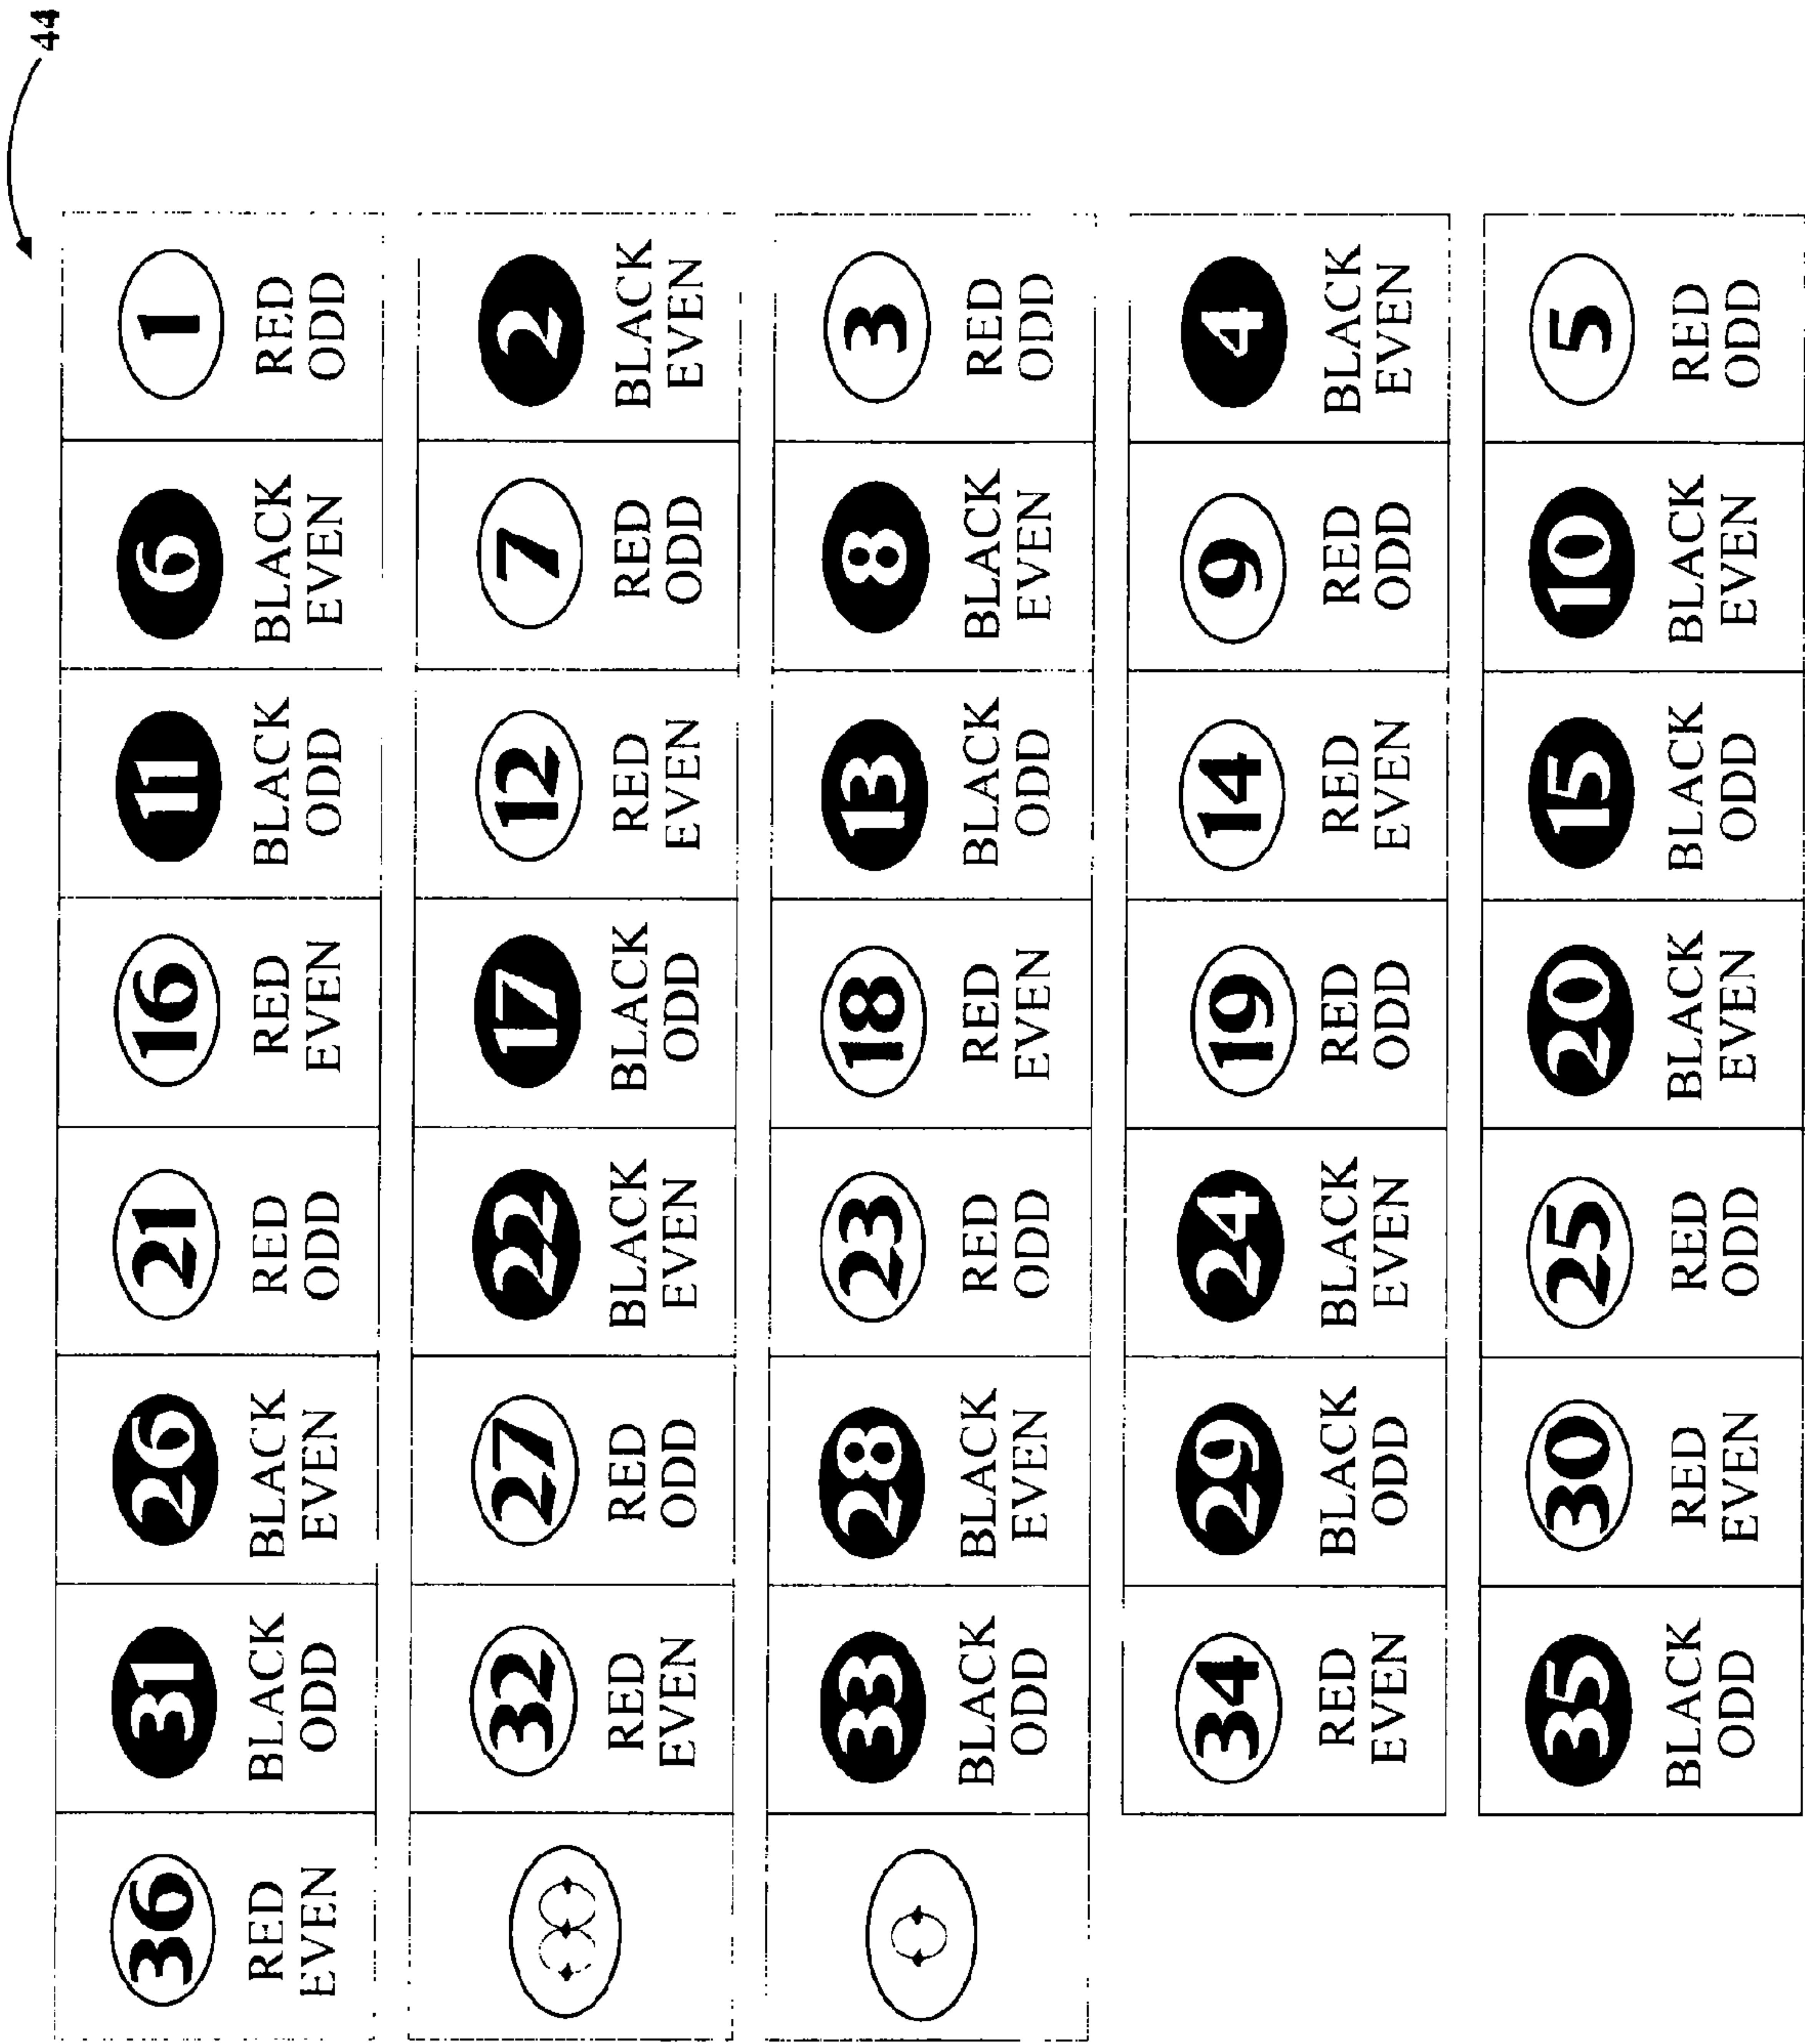 44
36 31 26 21 16 11 6 1
RED BLACK BLACK RED RED BLACK BLACK RED
EVEN ODD EVEN ODD EVEN ODD EVEN ODD
00 32 27 22 17 12 7 2
RED RED BLACK BLACK RED RED BLACK
EVEN ODD EVEN ODD EVEN ODD EVEN
0 33 28 23 18 13 8 3
BLACK BLACK RED RED BLACK BLACK RED
ODD EVEN ODD EVEN ODD EVEN ODD
34 29 24 19 14 9 4
RED BLACK BLACK RED RED RED BLACK
EVEN ODD EVEN ODD EVEN ODD EVEN
35 30 25 20 15 10 5
BLACK RED RED BLACK BLACK BLACK RED
ODD EVEN ODD EVEN ODD EVEN ODD